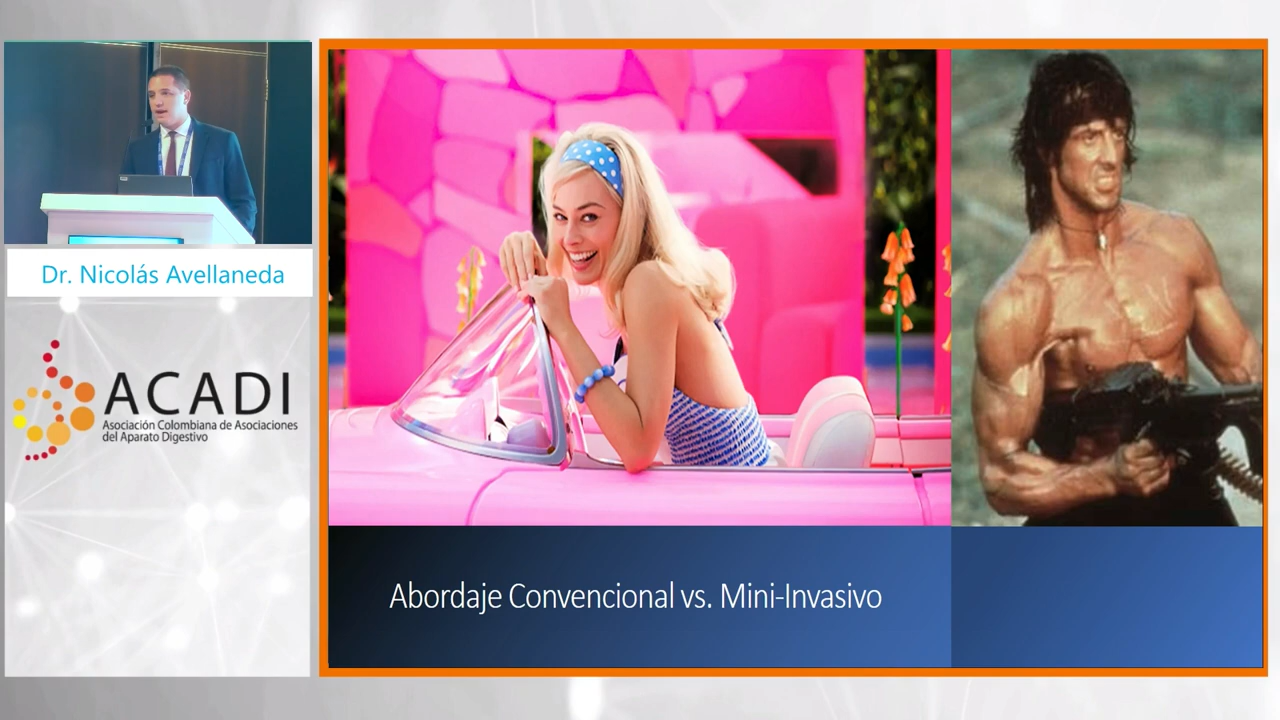 Dr. Nicolás Avellaneda
ACADI
Asociación Colombiana de Asociaciones
del Aparato Digestivo
Abordaje Convencional vs. Mini-Invasivo